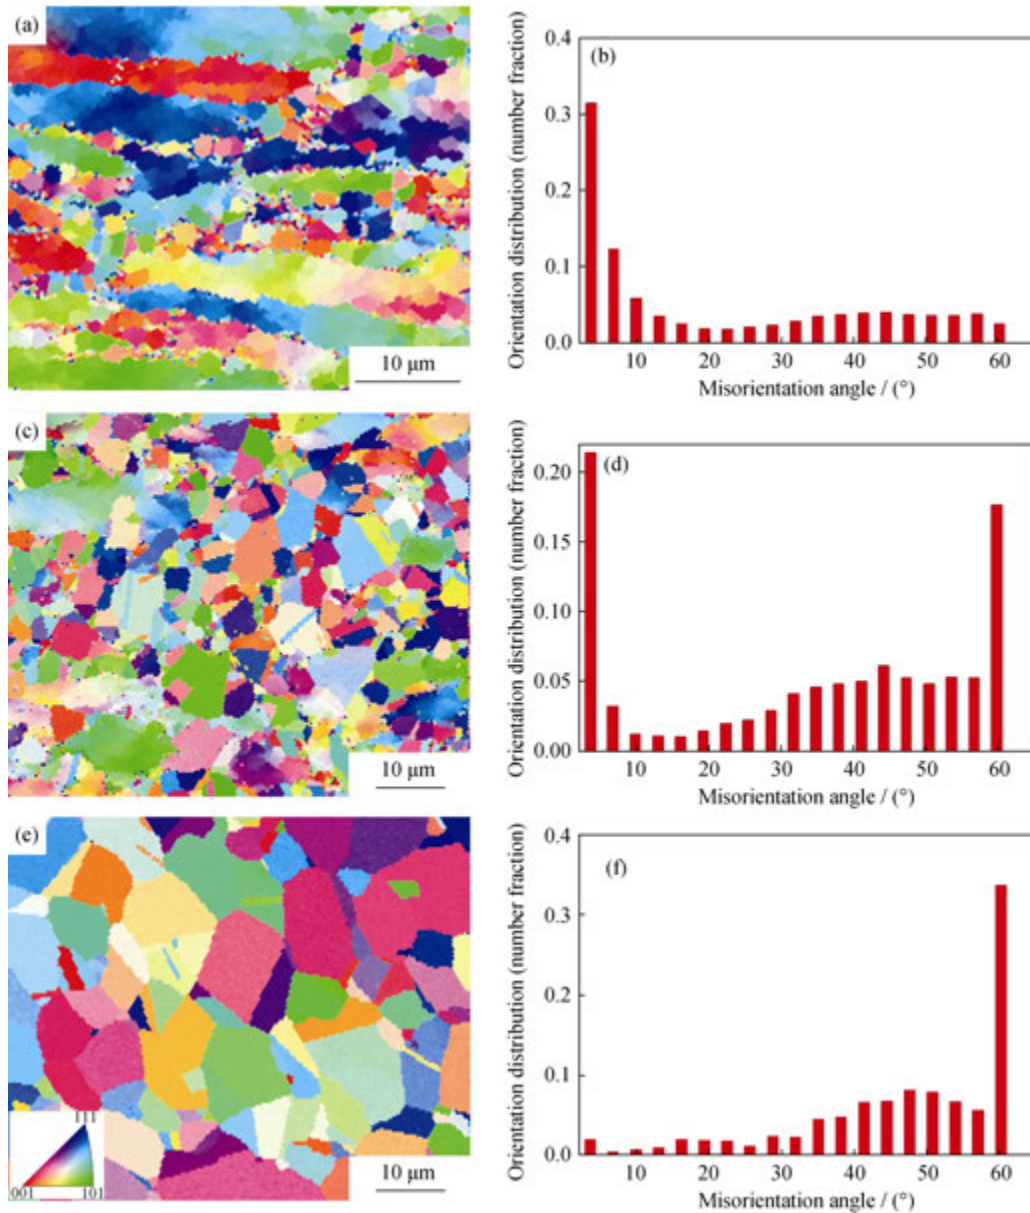 (a)
10 μm
(b)
Orientation distribution (number fraction)
0.4
0.3
0.2
0.1
0.0
10 20 30 40 50 60
Misorientation angle / (°)
(c)
10 μm
(d)
Orientation distribution (number fraction)
0.20
0.15
0.10
0.05
0.00
10 20 30 40 50 60
Misorientation angle / (°)
(e)
111
001 101
10 μm
(f)
Orientation distribution (number fraction)
0.4
0.3
0.2
0.1
0.0
10 20 30 40 50 60
Misorientation angle / (°)